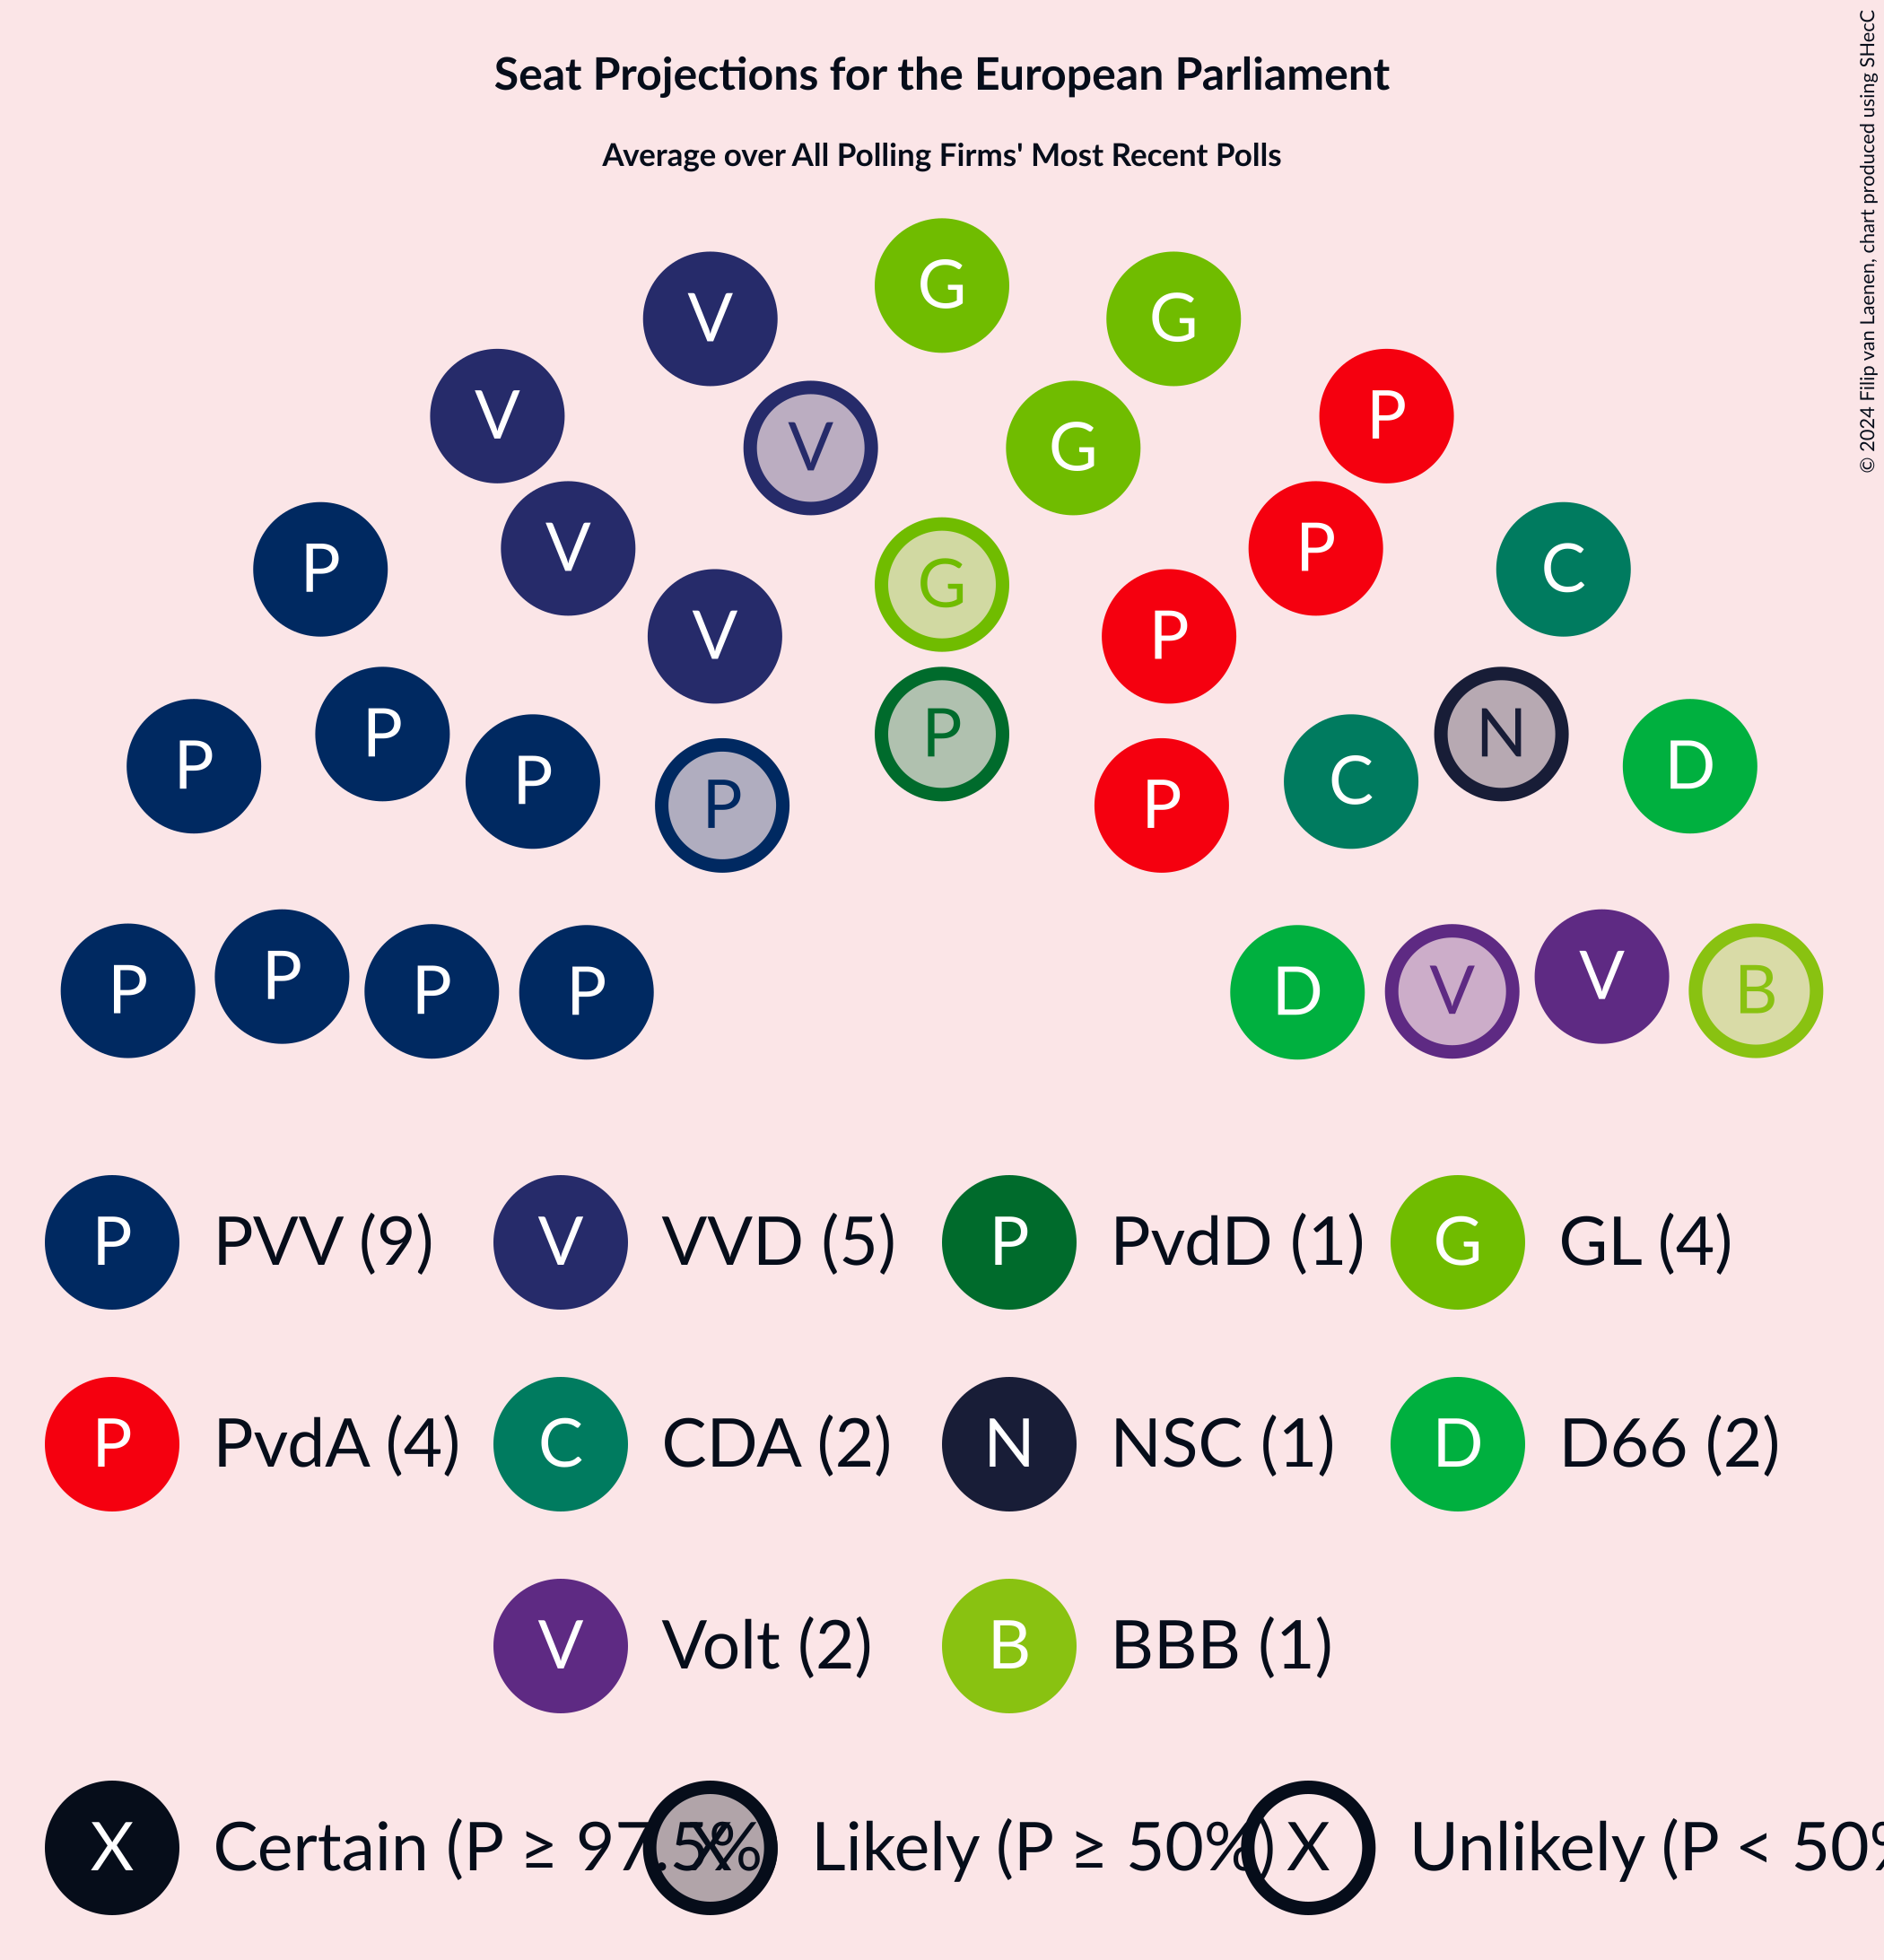 Seat Projections for the European Parliament
Average over All Polling Firms' Most Recent Polls
© 2024 Filip van Laenen, chart produced using SHecC
G
V G
V P
V G
V P
P C
G
V P
P N
P P
P C D
P P
P P P P
D V V B
P PVV (9) V VVD (5) P PvdD (1) G GL (4)
P PvdA (4) C CDA (2) N NSC (1) D D66 (2)
V Volt (2) B BBB (1)
X Certain (P ≥ 97.5% X Likely (P ≥ 50%) X Unlikely (P < 50%